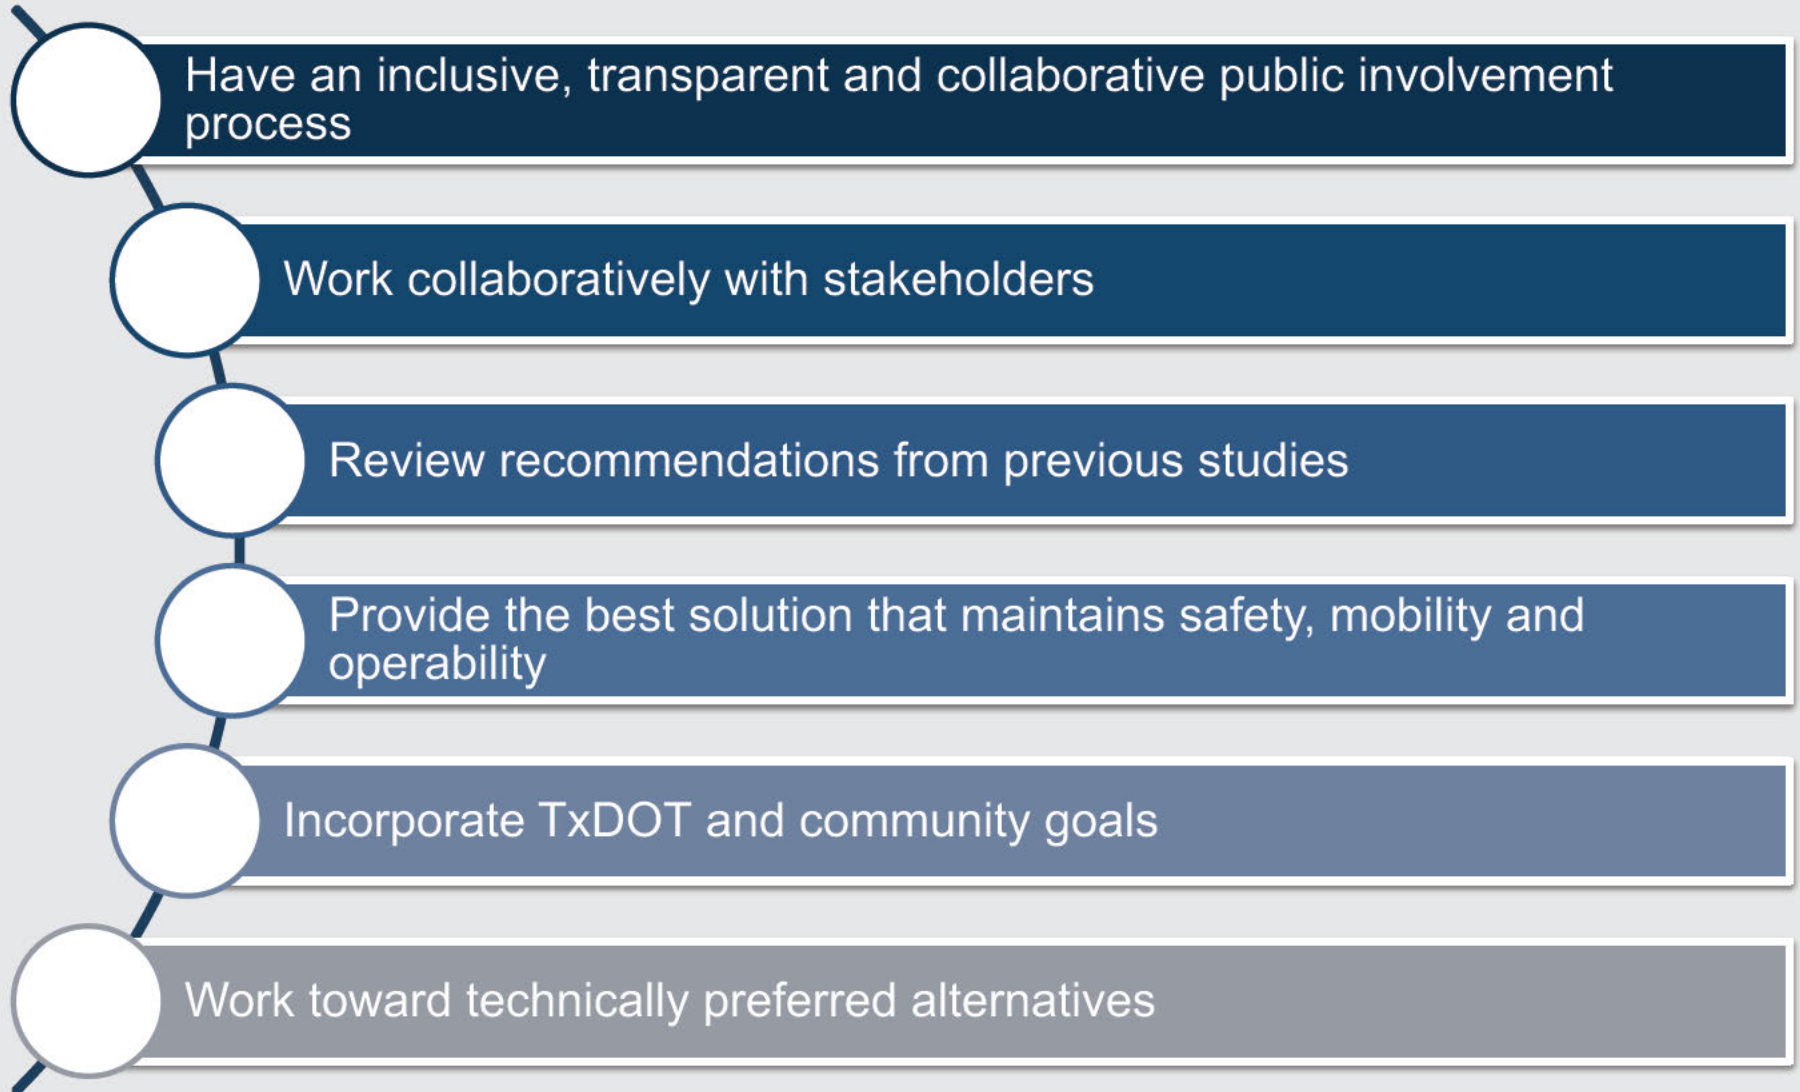 Have an inclusive, transparent and collaborative public involvement
process
Work collaboratively with stakeholders
Review recommendations from previous studies
Provide the best solution that maintains safety, mobility and
operability
Incorporate TxDOT and community goals
Work toward technically preferred alternatives